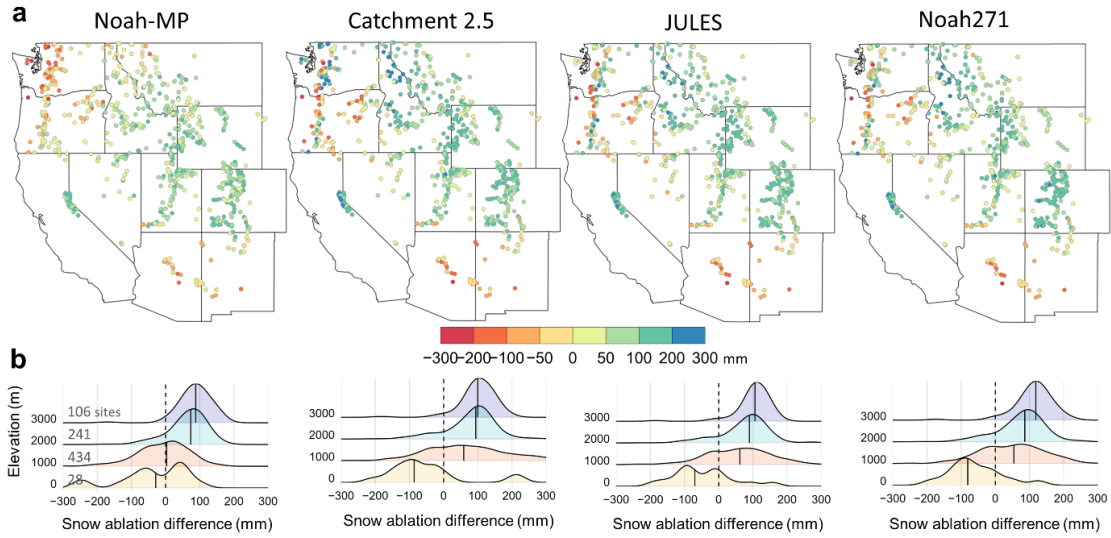 a
Noah-MP
Catchment 2.5
JULES
Noah271
−300−200−100 −50 0 50 100 200 300 mm
b
Elevation (m)
3000 106 sites
2000 241
1000 434
0 28
−300 −200 −100 0 100 200 300
Snow ablation difference (mm)
3000
2000
1000
0
−300 −200 −100 0 100 200 300
Snow ablation difference (mm)
3000
2000
1000
0
−300 −200 −100 0 100 200 300
Snow ablation difference (mm)
3000
2000
1000
0
−300 −200 −100 0 100 200 300
Snow ablation difference (mm)